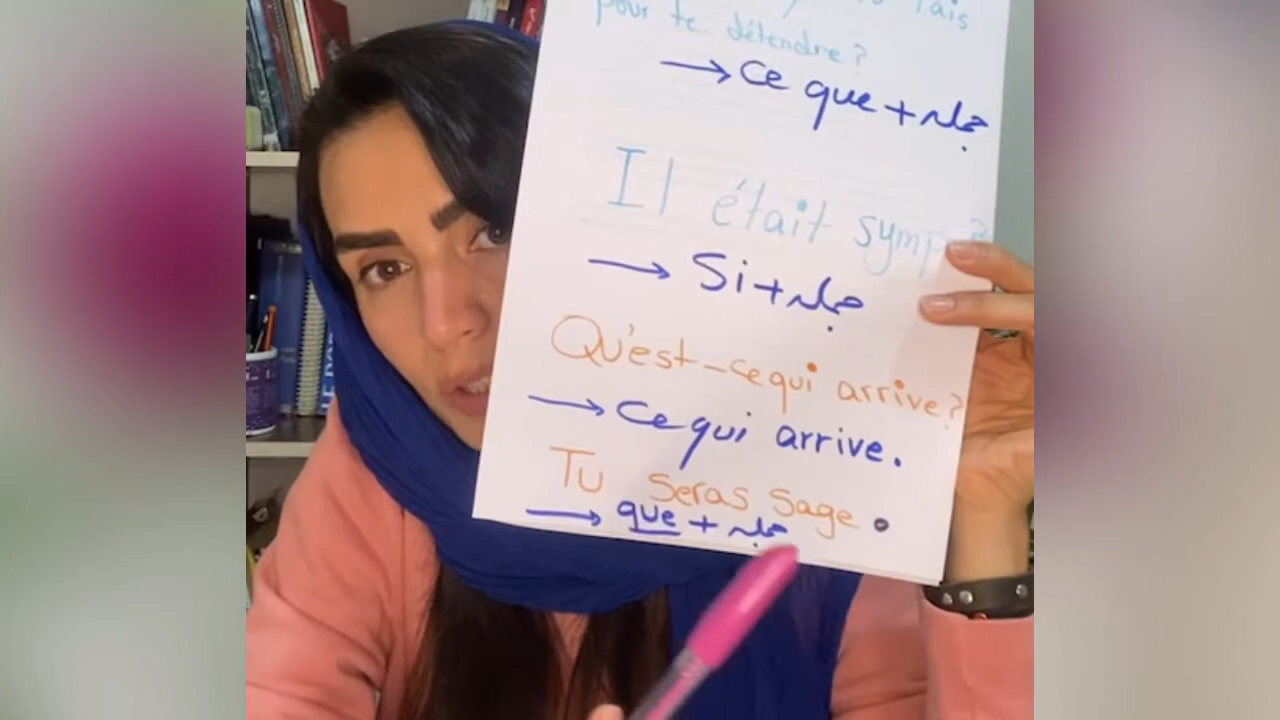 fais
pour te détendre?
→ Ce que + جمله
Il était symp ?
→ Si + جمله
Qu'est-ce qui arrive?
→ Ce qui arrive.
Tu seras sage.
→ que + جمله